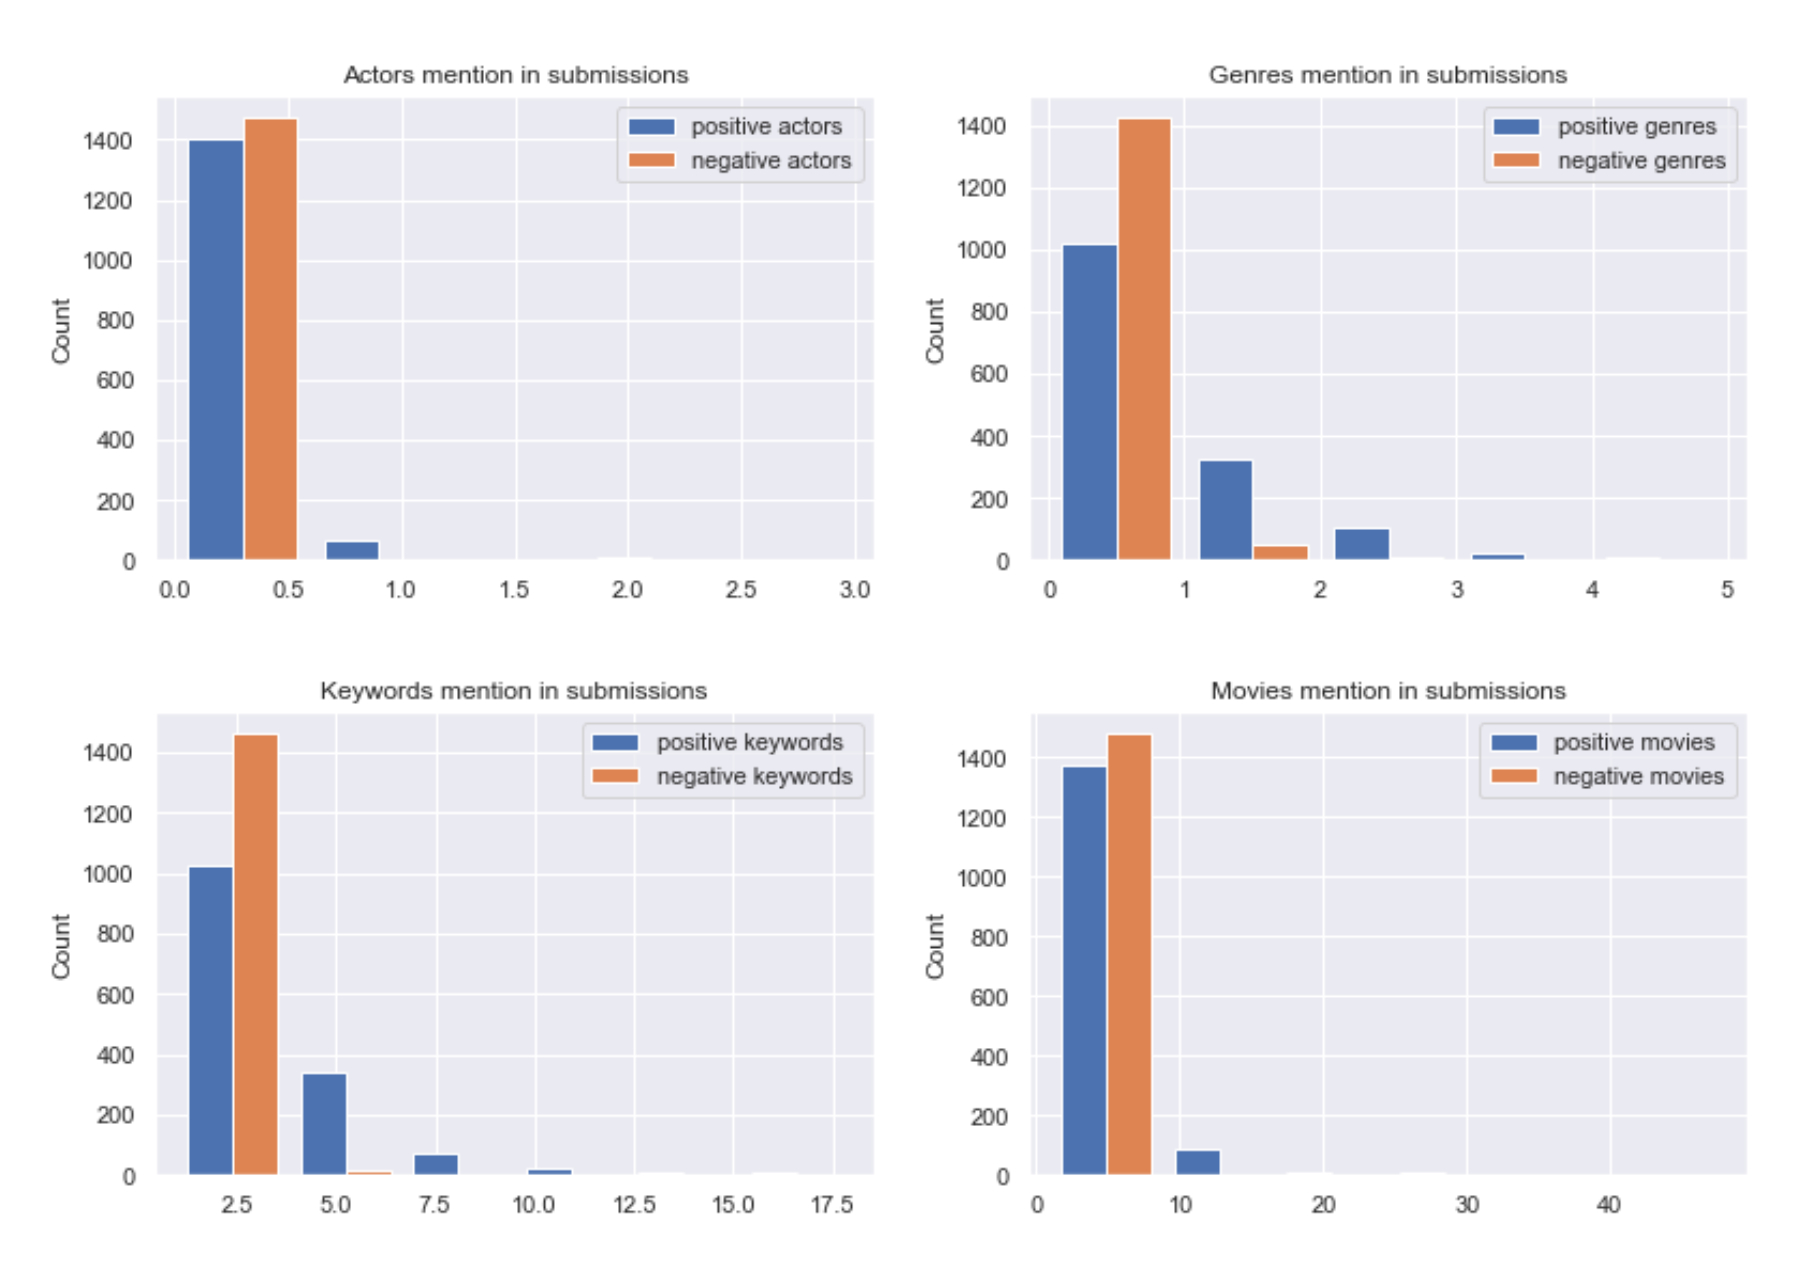 Actors mention in submissions
positive actors
negative actors
Count
1400
1200
1000
800
600
400
200
0
0.0 0.5 1.0 1.5 2.0 2.5 3.0
Genres mention in submissions
positive genres
negative genres
Count
1400
1200
1000
800
600
400
200
0
0 1 2 3 4 5
Keywords mention in submissions
positive keywords
negative keywords
Count
1400
1200
1000
800
600
400
200
0
2.5 5.0 7.5 10.0 12.5 15.0 17.5
Movies mention in submissions
positive movies
negative movies
Count
1400
1200
1000
800
600
400
200
0
0 10 20 30 40